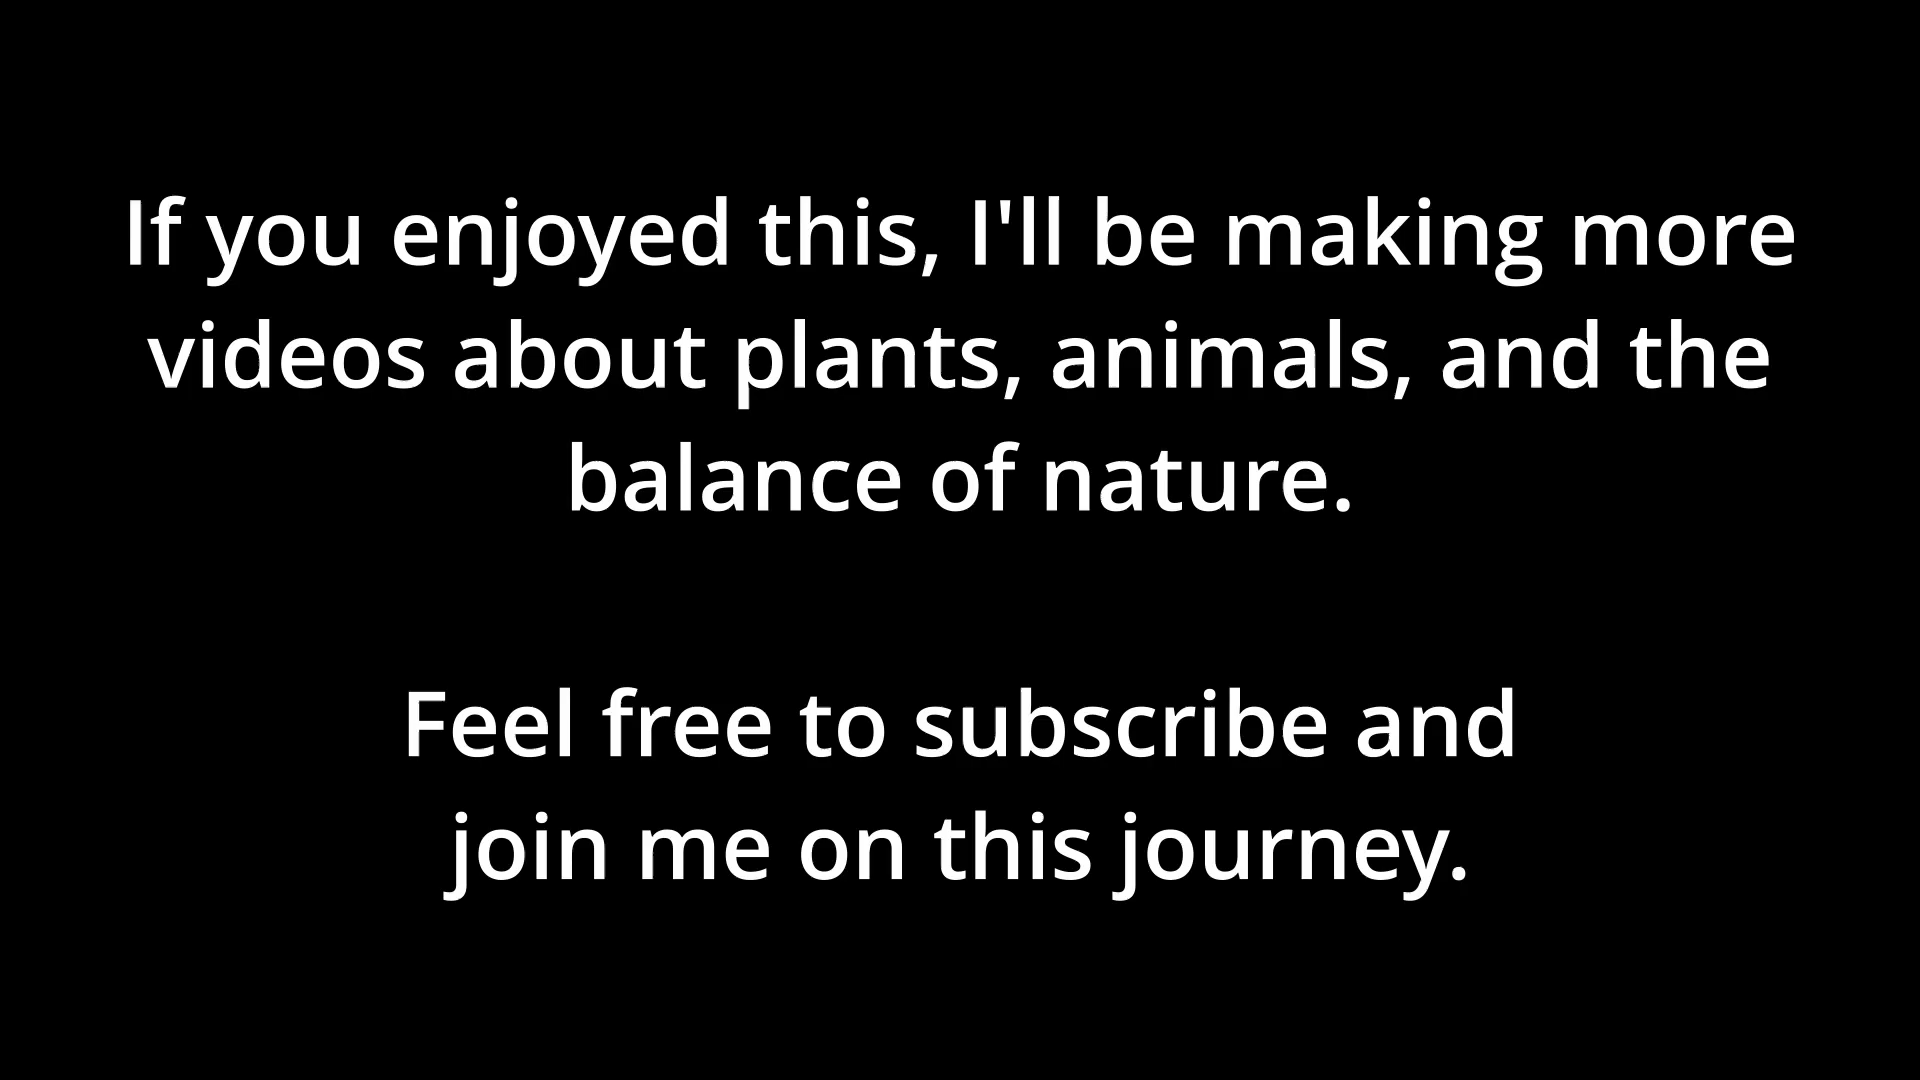 If you enjoyed this, I'll be making more
videos about plants, animals, and the
balance of nature.
Feel free to subscribe and
join me on this journey.